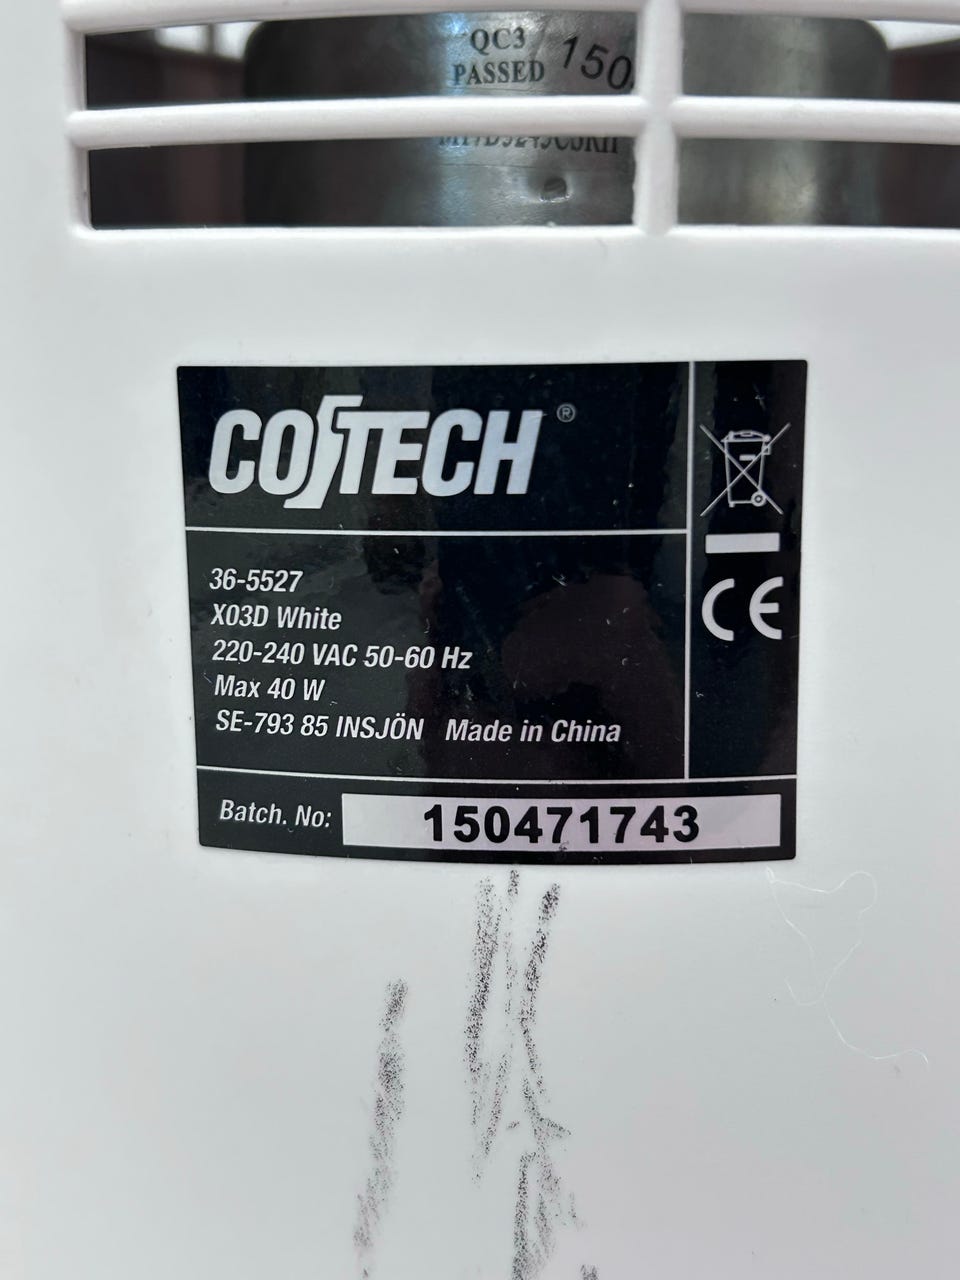 QC3
PASSED 150
COTECH ®
36-5527
X03D White
220-240 VAC 50-60 Hz
Max 40 W
SE-793 85 INSJÖN Made in China
CE
Batch. No: 150471743